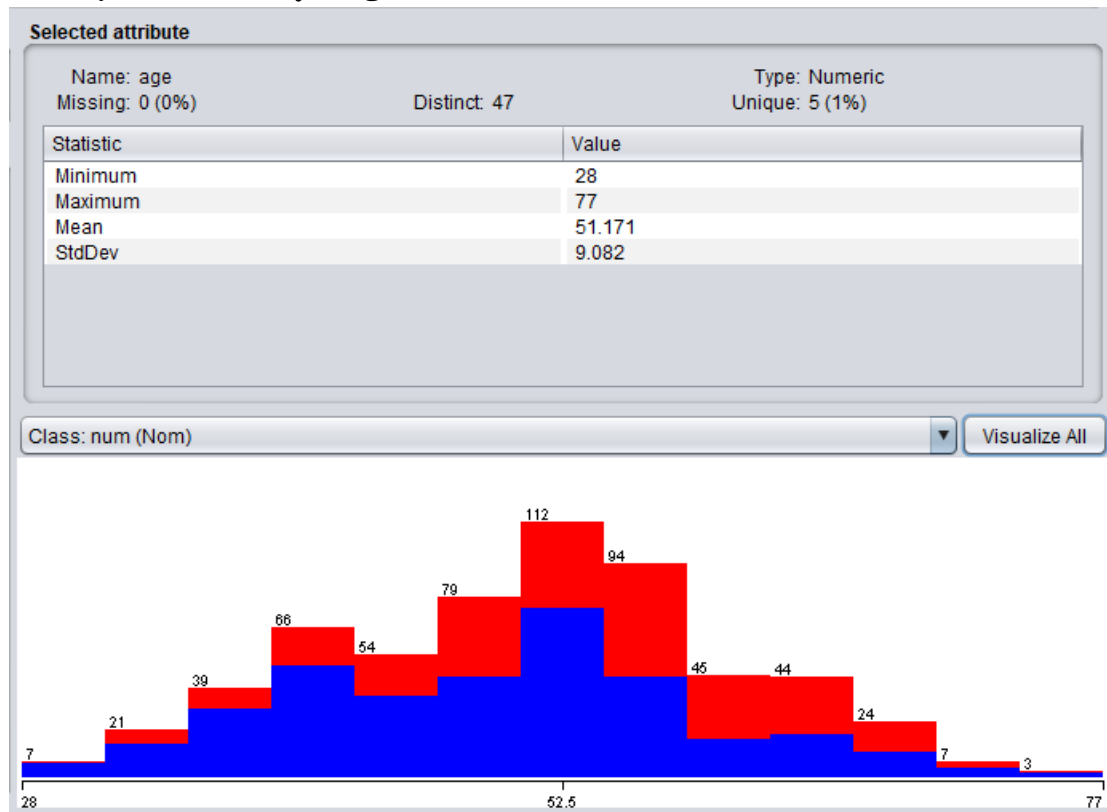 Selected attribute
Name: age Type: Numeric
Missing: 0 (0%) Distinct: 47 Unique: 5 (1%)
Statistic Value
Minimum 28
Maximum 77
Mean 51.171
StdDev 9.082
Class: num (Nom) Visualize All
112
94
79
66
54
45 44
39
24
21
7 7 3
28 52.5 77